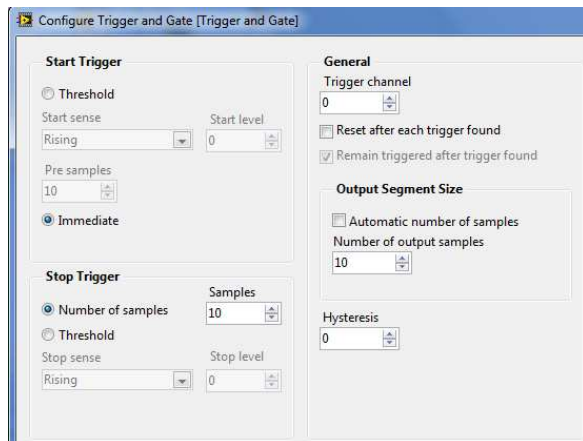 Configure Trigger and Gate [Trigger and Gate]
Start Trigger
Threshold
Start sense
Start level
Rising
0
Pre samples
10
Immediate
Stop Trigger
Number of samples
Samples
10
Threshold
Stop sense
Stop level
Rising
0
General
Trigger channel
0
Reset after each trigger found
Remain triggered after trigger found
Output Segment Size
Automatic number of samples
Number of output samples
10
Hysteresis
0